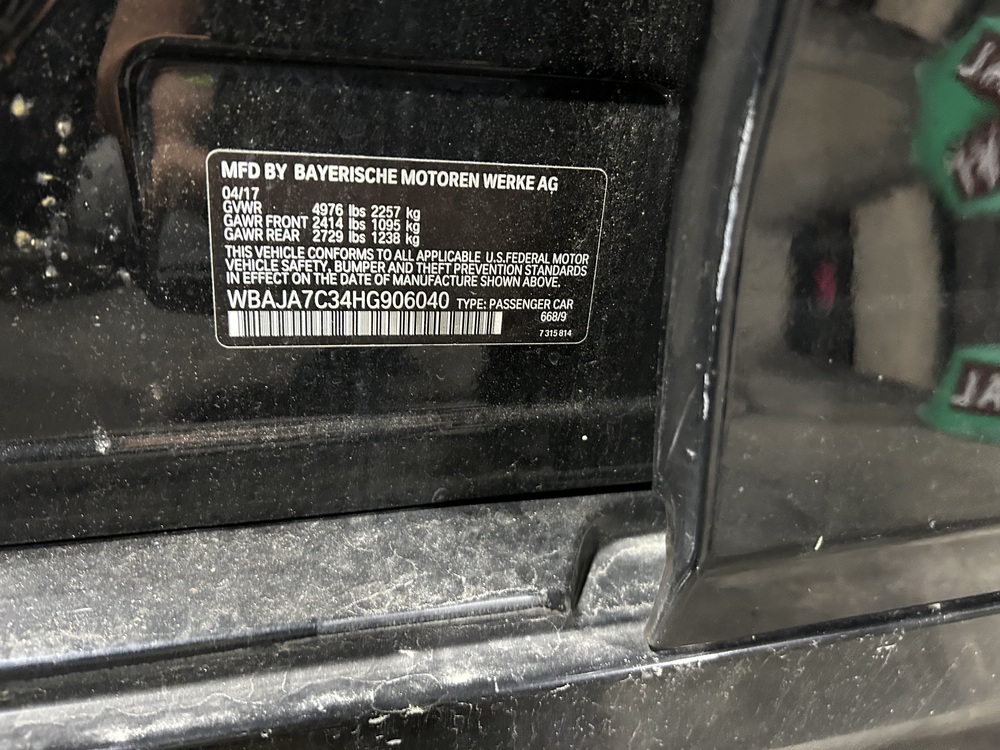 MFD BY BAYERISCHE MOTOREN WERKE AG
04/17
GVWR 4976 lbs 2257 kg
GAWR FRONT 2414 lbs 1095 kg
GAWR REAR 2729 lbs 1238 kg
THIS VEHICLE CONFORMS TO ALL APPLICABLE U.S.FEDERAL MOTOR
VEHICLE SAFETY, BUMPER AND THEFT PREVENTION STANDARDS
IN EFFECT ON THE DATE OF MANUFACTURE SHOWN ABOVE.
WBAJA7C34HG906040 TYPE: PASSENGER CAR
668/9
7 315 814